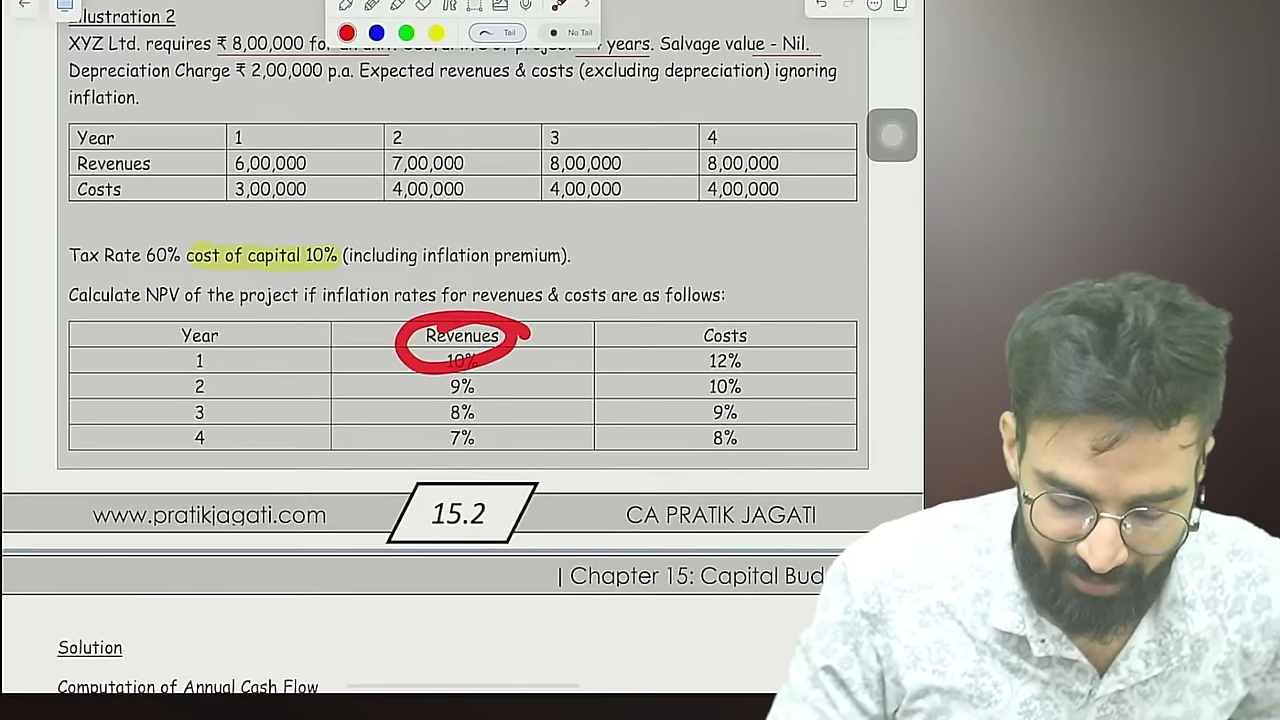 Illustration 2
Tail
No Tail
XYZ Ltd. requires ₹ 8,00,000 for years. Salvage value - Nil.
Depreciation Charge ₹ 2,00,000 p.a. Expected revenues & costs (excluding depreciation) ignoring
inflation.
Year 1 2 3 4
Revenues 6,00,000 7,00,000 8,00,000 8,00,000
Costs 3,00,000 4,00,000 4,00,000 4,00,000
Tax Rate 60% cost of capital 10% (including inflation premium).
Calculate NPV of the project if inflation rates for revenues & costs are as follows:
Year Revenues Costs
1 10% 12%
2 9% 10%
3 8% 9%
4 7% 8%
www.pratikjagati.com 15.2 CA PRATIK JAGATI
| Chapter 15: Capital Bud
Solution
Computation of Annual Cash Flow